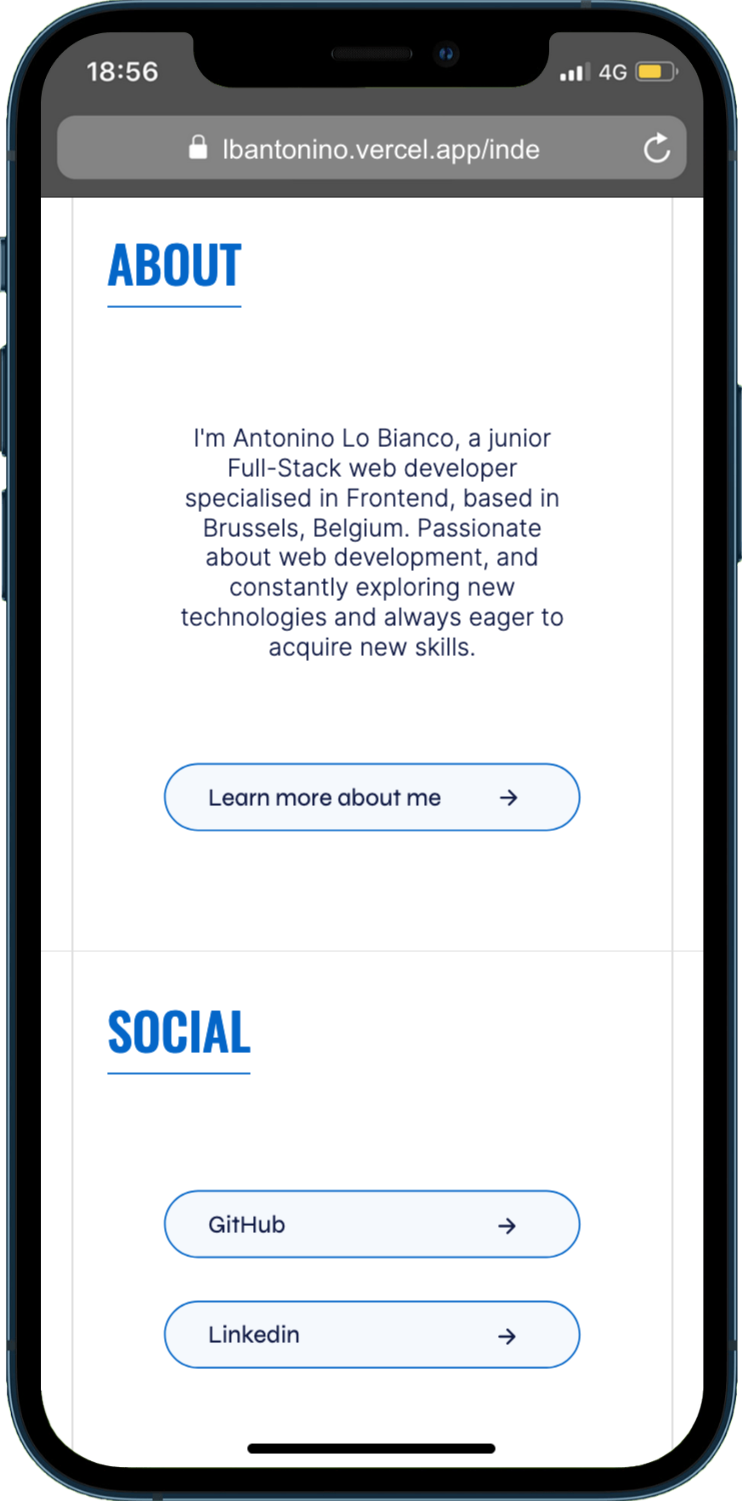 18:56
4G
lbantonino.vercel.app/inde
ABOUT
I'm Antonino Lo Bianco, a junior
Full-Stack web developer
specialised in Frontend, based in
Brussels, Belgium. Passionate
about web development, and
constantly exploring new
technologies and always eager to
acquire new skills.
Learn more about me →
SOCIAL
GitHub →
Linkedin →